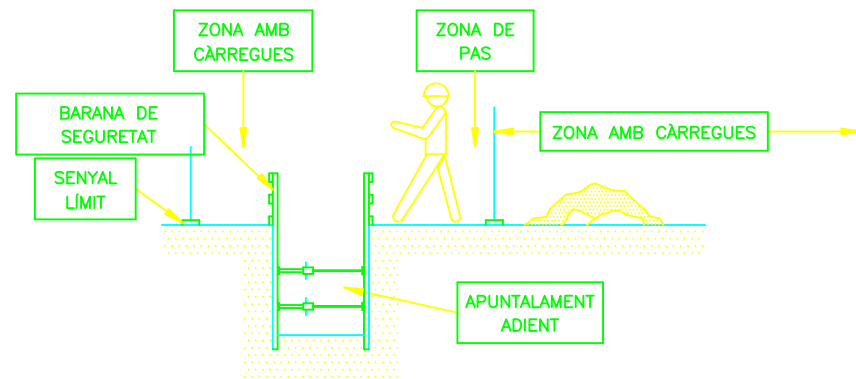 ZONA AMB
CÀRREGUES
ZONA DE
PAS
BARANA DE
SEGURETAT
ZONA AMB CÀRREGUES
SENYAL
LÍMIT
APUNTALAMENT
ADIENT